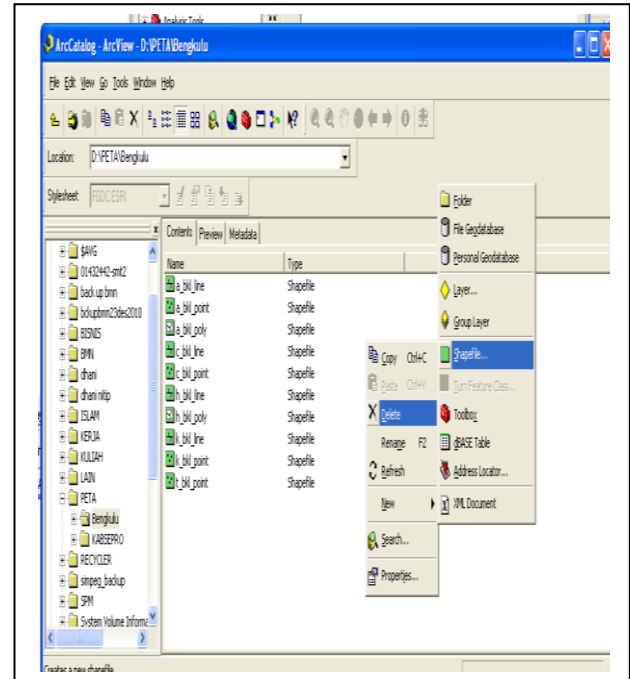 Analysis Tools
ArcCatalog - ArcView - D:\PETA\Bengkulu
File Edit View Go Tools Window Help
Location: D:\PETA\Bengkulu
Stylesheet: FGDC ESRI
Contents Preview Metadata
Name Type
$AVG
01432442-smt2
back up bmn
bckupbmn23des2010
BISNIS
BMN
dhani
dhani nitip
ISLAM
KERJA
KULIAH
LAIN
PETA
Bengkulu
KABSEPRO
RECYCLER
simpeg_backup
SPM
System Volume Informa
a_bkl_line Shapefile
a_bkl_point Shapefile
a_bkl_poly Shapefile
c_bkl_line Shapefile
c_bkl_point Shapefile
h_bkl_line Shapefile
h_bkl_poly Shapefile
k_bkl_line Shapefile
k_bkl_point Shapefile
t_bkl_point Shapefile
Copy Ctrl+C
Paste Ctrl+V
Delete
Rename F2
Refresh
New
Search...
Properties...
Folder
File Geodatabase
Personal Geodatabase
Layer...
Group Layer
Shapefile...
Turn Feature Class...
Toolbox
dBASE Table
Address Locator...
XML Document
Creates a new shapefile